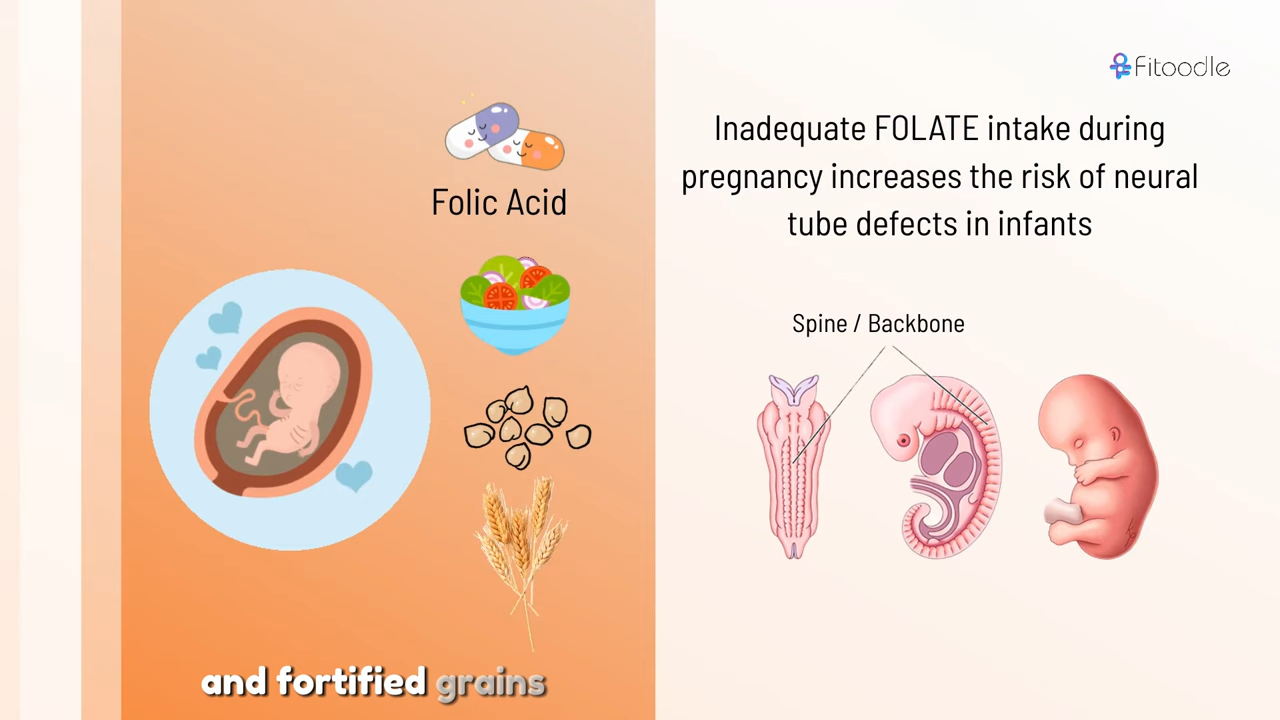 Fitoodle
Inadequate FOLATE intake during
pregnancy increases the risk of neural
tube defects in infants
Folic Acid
Spine / Backbone
and fortified grains